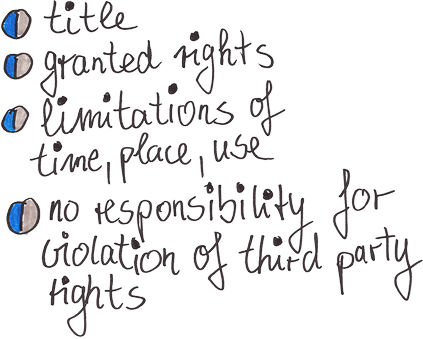 title
granted rights
limitations of
time, place, use
no responsibility for
violation of third party
rights